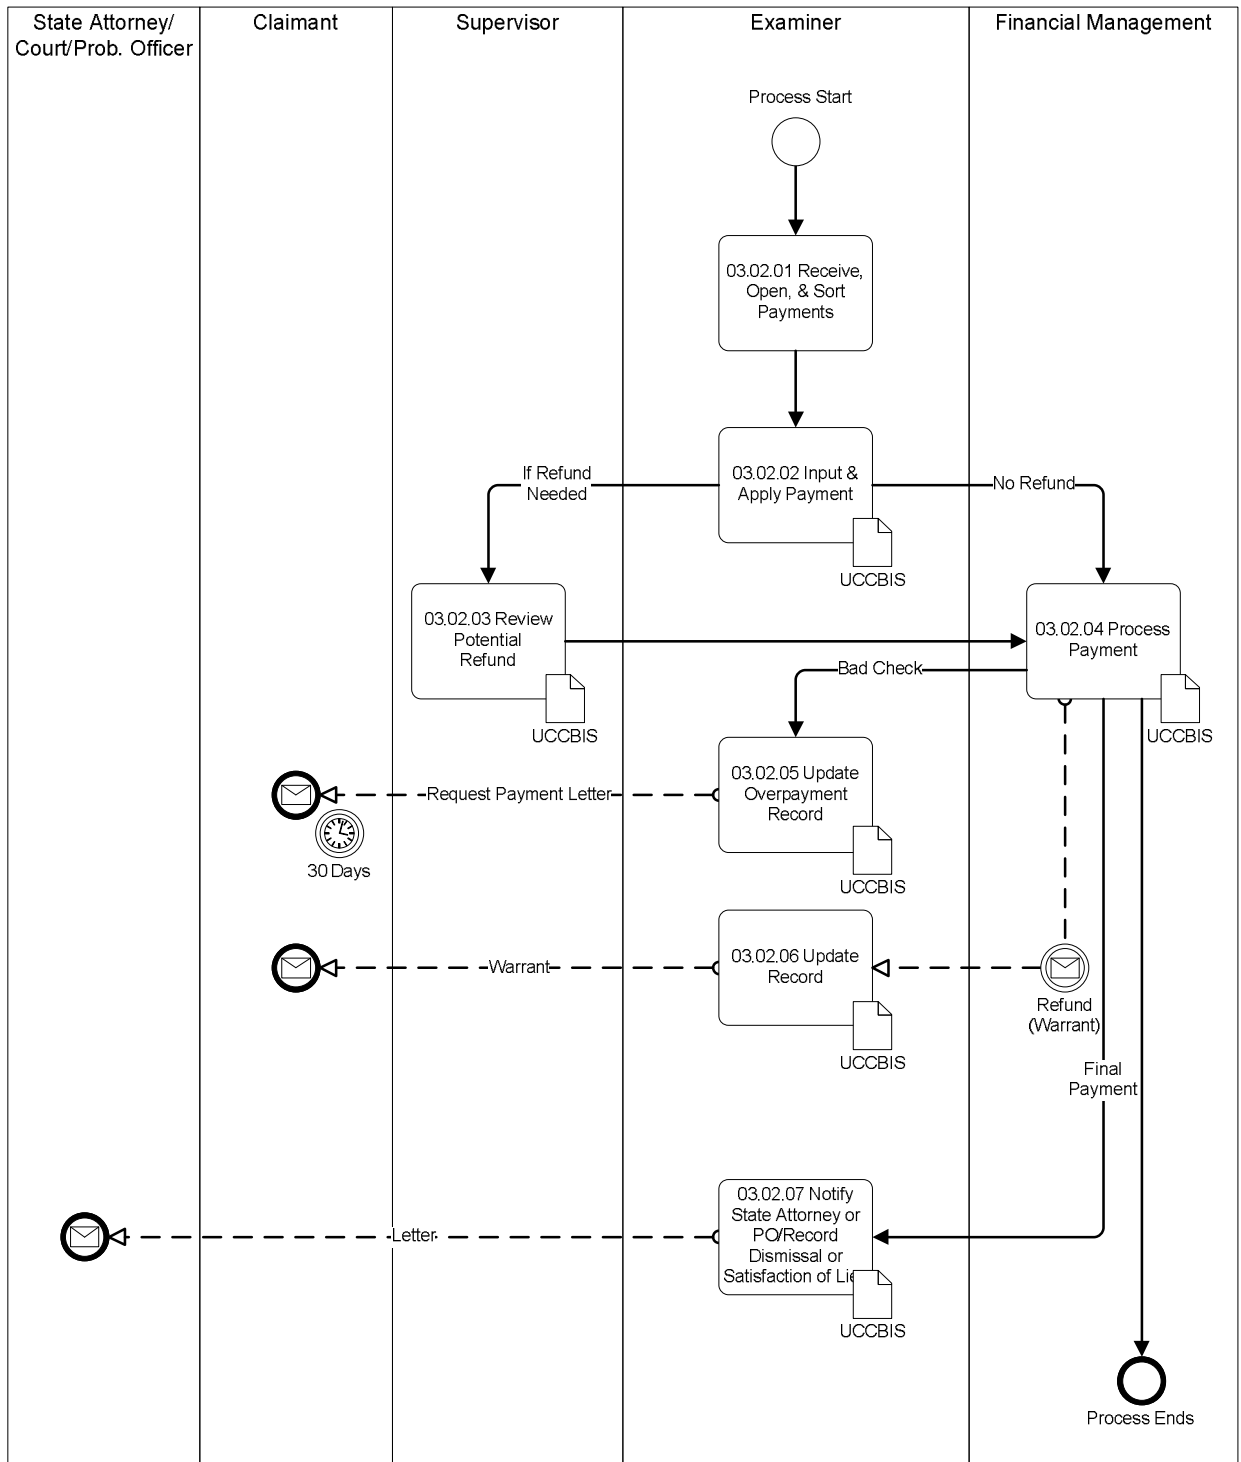 State Attorney/
Court/Prob. Officer
Claimant
Supervisor
Examiner
Financial Management
Process Start
03.02.01 Receive,
Open, & Sort
Payments
03.02.02 Input &
Apply Payment
UCCBIS
If Refund
Needed
No Refund
03.02.03 Review
Potential
Refund
UCCBIS
03.02.04 Process
Payment
UCCBIS
Bad Check
03.02.05 Update
Overpayment
Record
UCCBIS
Request Payment Letter
30 Days
03.02.06 Update
Record
UCCBIS
Warrant
Refund
(Warrant)
Final
Payment
03.02.07 Notify
State Attorney or
PO/Record
Dismissal or
Satisfaction of Lie
UCCBIS
Letter
Process Ends